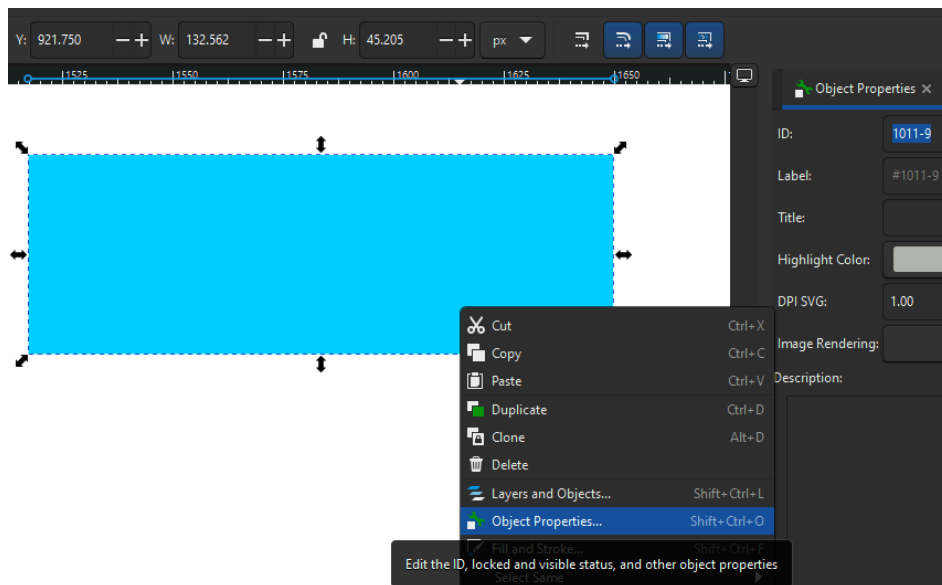 Y: 921.750 W: 132.562 H: 45.205 px
1525 1550 1575 1600 1625 1650
Object Properties
ID: 1011-9
Label: #1011-9
Title:
Highlight Color:
DPI SVG: 1.00
Image Rendering:
Description:
Cut Ctrl+X
Copy Ctrl+C
Paste Ctrl+V
Duplicate Ctrl+D
Clone Alt+D
Delete
Layers and Objects... Shift+Ctrl+L
Object Properties... Shift+Ctrl+O
Fill and Stroke... Shift+Ctrl+F
Edit the ID, locked and visible status, and other object properties
Select Same